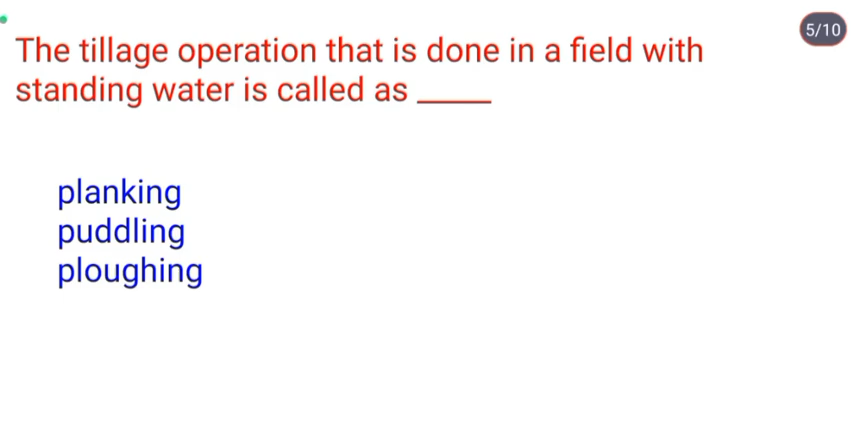 5/10
The tillage operation that is done in a field with
standing water is called as _____
planking
puddling
ploughing